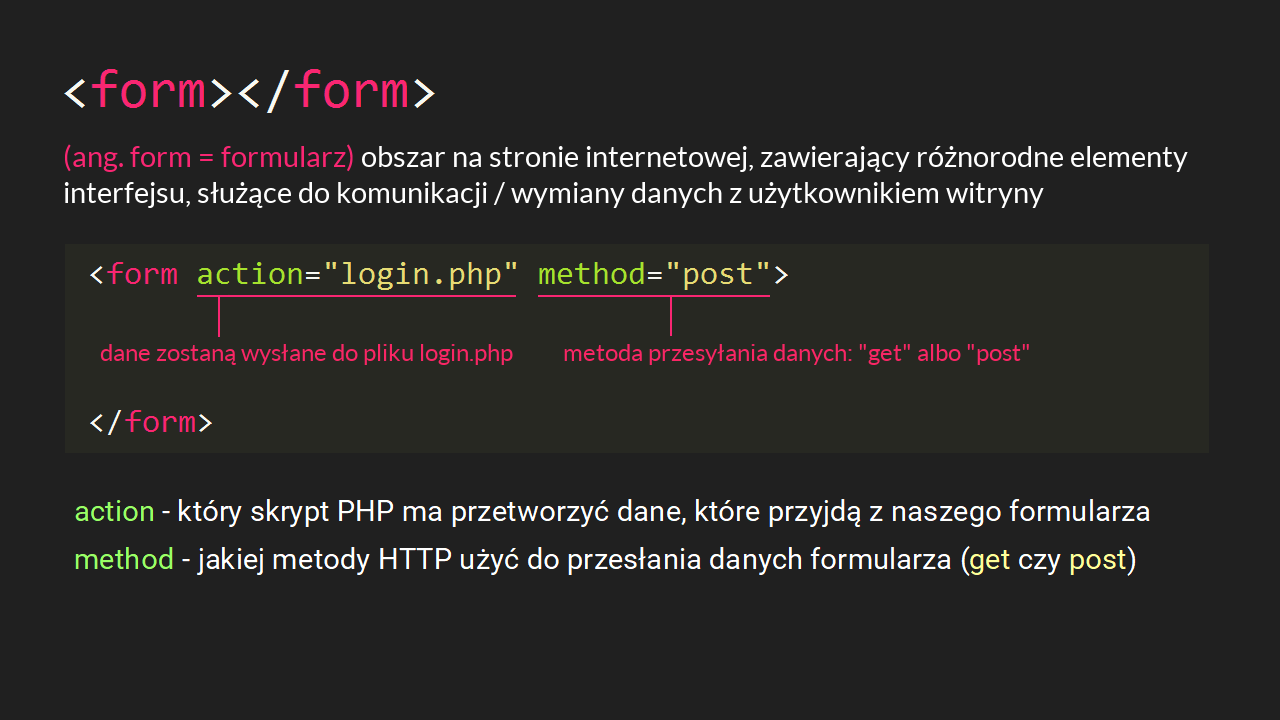 <form></form>
(ang. form = formularz) obszar na stronie internetowej, zawierający różnorodne elementy
interfejsu, służące do komunikacji / wymiany danych z użytkownikiem witryny
<form action="login.php" method="post">
dane zostaną wysłane do pliku login.php metoda przesyłania danych: "get" albo "post"
</form>
action - który skrypt PHP ma przetworzyć dane, które przyjdą z naszego formularza
method - jakiej metody HTTP użyć do przesłania danych formularza (get czy post)